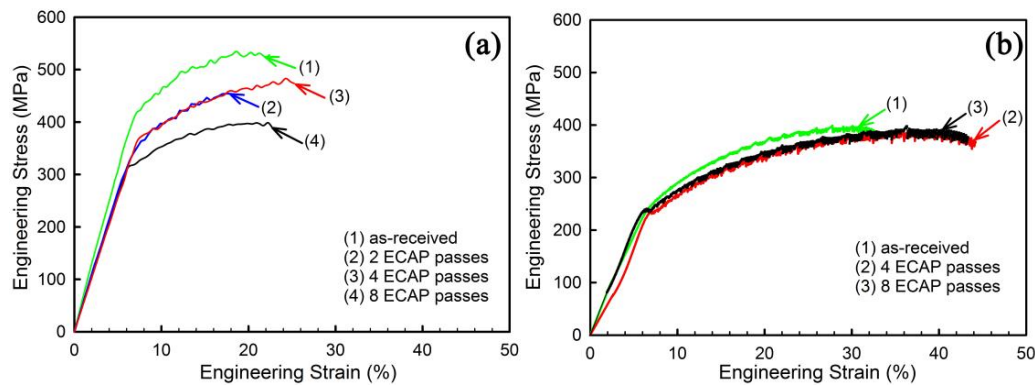 600
500
400
300
200
100
0
0 10 20 30 40 50
Engineering Stress (MPa)
Engineering Strain (%)
(a)
(1)
(2)
(3)
(4)
(1) as-received
(2) 2 ECAP passes
(3) 4 ECAP passes
(4) 8 ECAP passes
600
500
400
300
200
100
0
0 10 20 30 40 50
Engineering Stress (MPa)
Engineering Strain (%)
(b)
(1)
(3)
(2)
(1) as-received
(2) 4 ECAP passes
(3) 8 ECAP passes